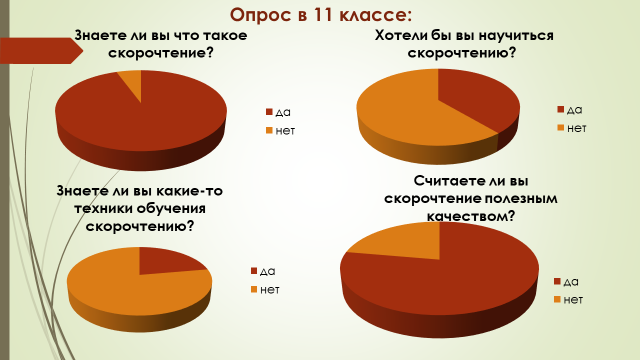 Опрос в 11 классе:
Знаете ли вы что такое
скорочтение?
да
нет
Хотели бы вы научиться
скорочтению?
да
нет
Знаете ли вы какие-то
техники обучения
скорочтению?
да
нет
Считаете ли вы
скорочтение полезным
качеством?
да
нет